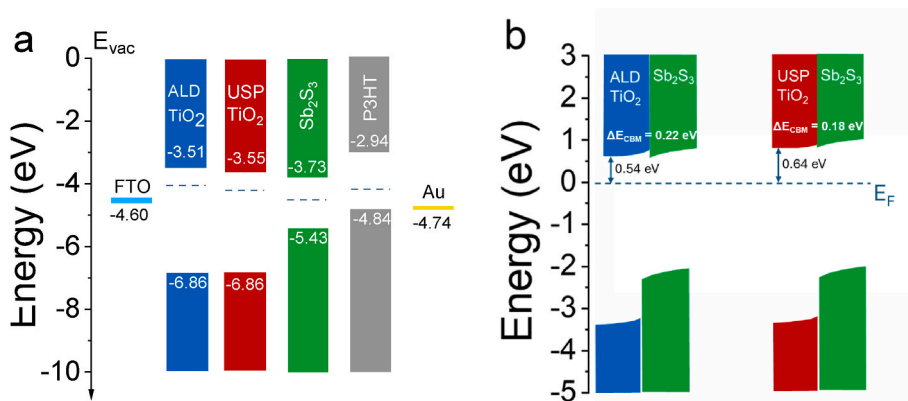 a
E_vac
Energy (eV)
0
-2
-4
-6
-8
-10
FTO
-4.60
ALD
TiO2
-3.51
-6.86
USP
TiO₂
-3.55
-6.86
Sb₂S₃
-3.73
-5.43
P3HT
-2.94
-4.84
Au
-4.74
b
Energy (eV)
3
2
1
0
-1
-2
-3
-4
-5
ALD
TiO₂
Sb₂S₃
ΔE_CBM = 0.22 eV
0.54 eV
USP
TiO₂
Sb₂S₃
ΔE_CBM = 0.18 eV
0.64 eV
E_F